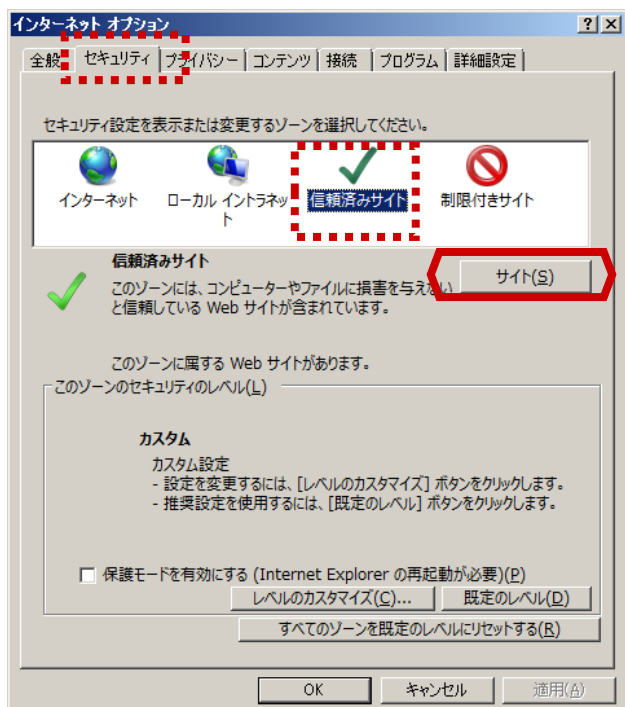 インターネット オプション
全般
セキュリティ
プライバシー
コンテンツ
接続
プログラム
詳細設定
セキュリティ設定を表示または変更するゾーンを選択してください。
インターネット
ローカル イントラネッ
ト
信頼済みサイト
制限付きサイト
信頼済みサイト
サイト(S)
このゾーンには、コンピューターやファイルに損害を与えない
と信頼している Web サイトが含まれています。
このゾーンに属する Web サイトがあります。
このゾーンのセキュリティのレベル(L)
カスタム
カスタム設定
- 設定を変更するには、[レベルのカスタマイズ] ボタンをクリックします。
- 推奨設定を使用するには、[既定のレベル] ボタンをクリックします。
保護モードを有効にする (Internet Explorer の再起動が必要)(P)
レベルのカスタマイズ(C)...
既定のレベル(D)
すべてのゾーンを既定のレベルにリセットする(R)
OK
キャンセル
適用(A)